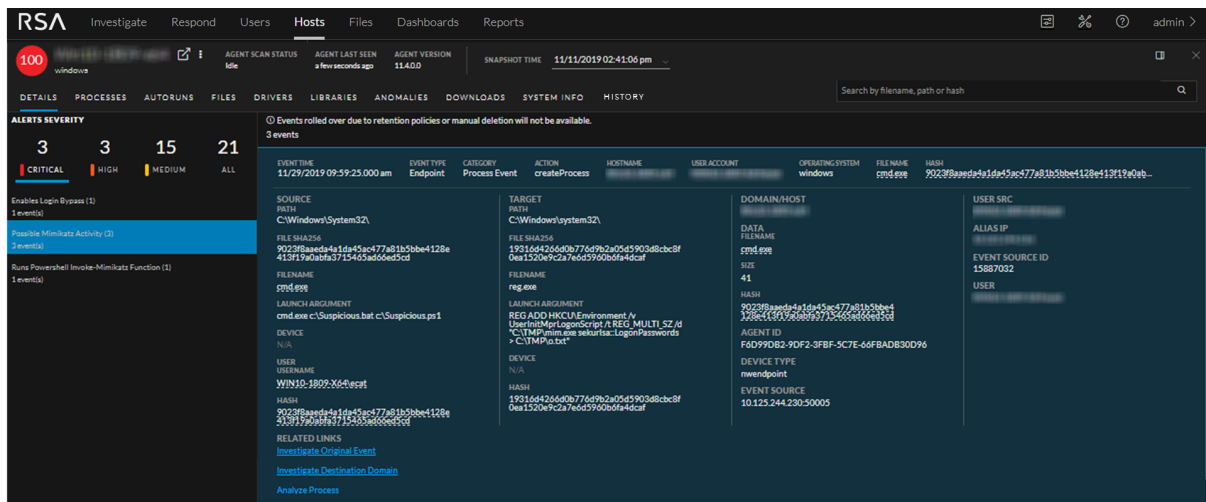 RSA Investigate Respond Users Hosts Files Dashboards Reports admin >
100
windows
AGENT SCAN STATUS
Idle
AGENT LAST SEEN
a few seconds ago
AGENT VERSION
11.4.0.0
SNAPSHOT TIME 11/11/2019 02:41:06 pm
DETAILS PROCESSES AUTORUNS FILES DRIVERS LIBRARIES ANOMALIES DOWNLOADS SYSTEM INFO HISTORY
Search by filename, path or hash
ALERTS SEVERITY
3 3 15 21
CRITICAL HIGH MEDIUM ALL
Enables Login Bypass (1)
1 event(s)
Possible Mimikatz Activity (3)
3 event(s)
Runs Powershell Invoke-Mimikatz Function (1)
1 event(s)
Events rolled over due to retention policies or manual deletion will not be available.
3 events
EVENT TIME EVENT TYPE CATEGORY ACTION HOSTNAME USER ACCOUNT OPERATING SYSTEM FILE NAME HASH
11/29/2019 09:59:25.000 am Endpoint Process Event createProcess windows cmd.exe 9023f8aaeda4a1da45ac477a81b5bbe4128e413f19a0ab...
SOURCE
PATH
C:\Windows\System32\
FILE SHA256
9023f8aaeda4a1da45ac477a81b5bbe4128e
413f19a0abfa3715465ad66ed5cd
FILENAME
cmd.exe
LAUNCH ARGUMENT
cmd.exe c:\Suspicious.bat c:\Suspicious.ps1
DEVICE
N/A
USER
USERNAME
WIN10-1809-X64\ecat
HASH
9023f8aaeda4a1da45ac477a81b5bbe4128e
413f19a0abfa3715465ad66ed5cd
RELATED LINKS
Investigate Original Event
Investigate Destination Domain
Analyze Process
TARGET
PATH
C:\Windows\system32\
FILE SHA256
19316d4266d0b776d9b2a05d5903d8cbc8f
0ea1520e9c2a7e6d5960b6fa4dcaf
FILENAME
reg.exe
LAUNCH ARGUMENT
REG ADD HKCU\Environment /v
UserInitMprLogonScript /t REG_MULTI_SZ /d
"C:\TMP\mim.exe sekurlsa::LogonPasswords
> C:\TMP\o.txt"
DEVICE
N/A
HASH
19316d4266d0b776d9b2a05d5903d8cbc8f
0ea1520e9c2a7e6d5960b6fa4dcaf
DOMAIN/HOST
DATA
FILENAME
cmd.exe
SIZE
41
HASH
9023f8aaeda4a1da45ac477a81b5bbe4
128e413f19a0abfa3715465ad66ed5cd
AGENT ID
F6D99DB2-9DF2-3FBF-5C7E-66FBADB30D96
DEVICE TYPE
nwendpoint
EVENT SOURCE
10.125.244.230:50005
USER SRC
ALIAS IP
EVENT SOURCE ID
15887032
USER